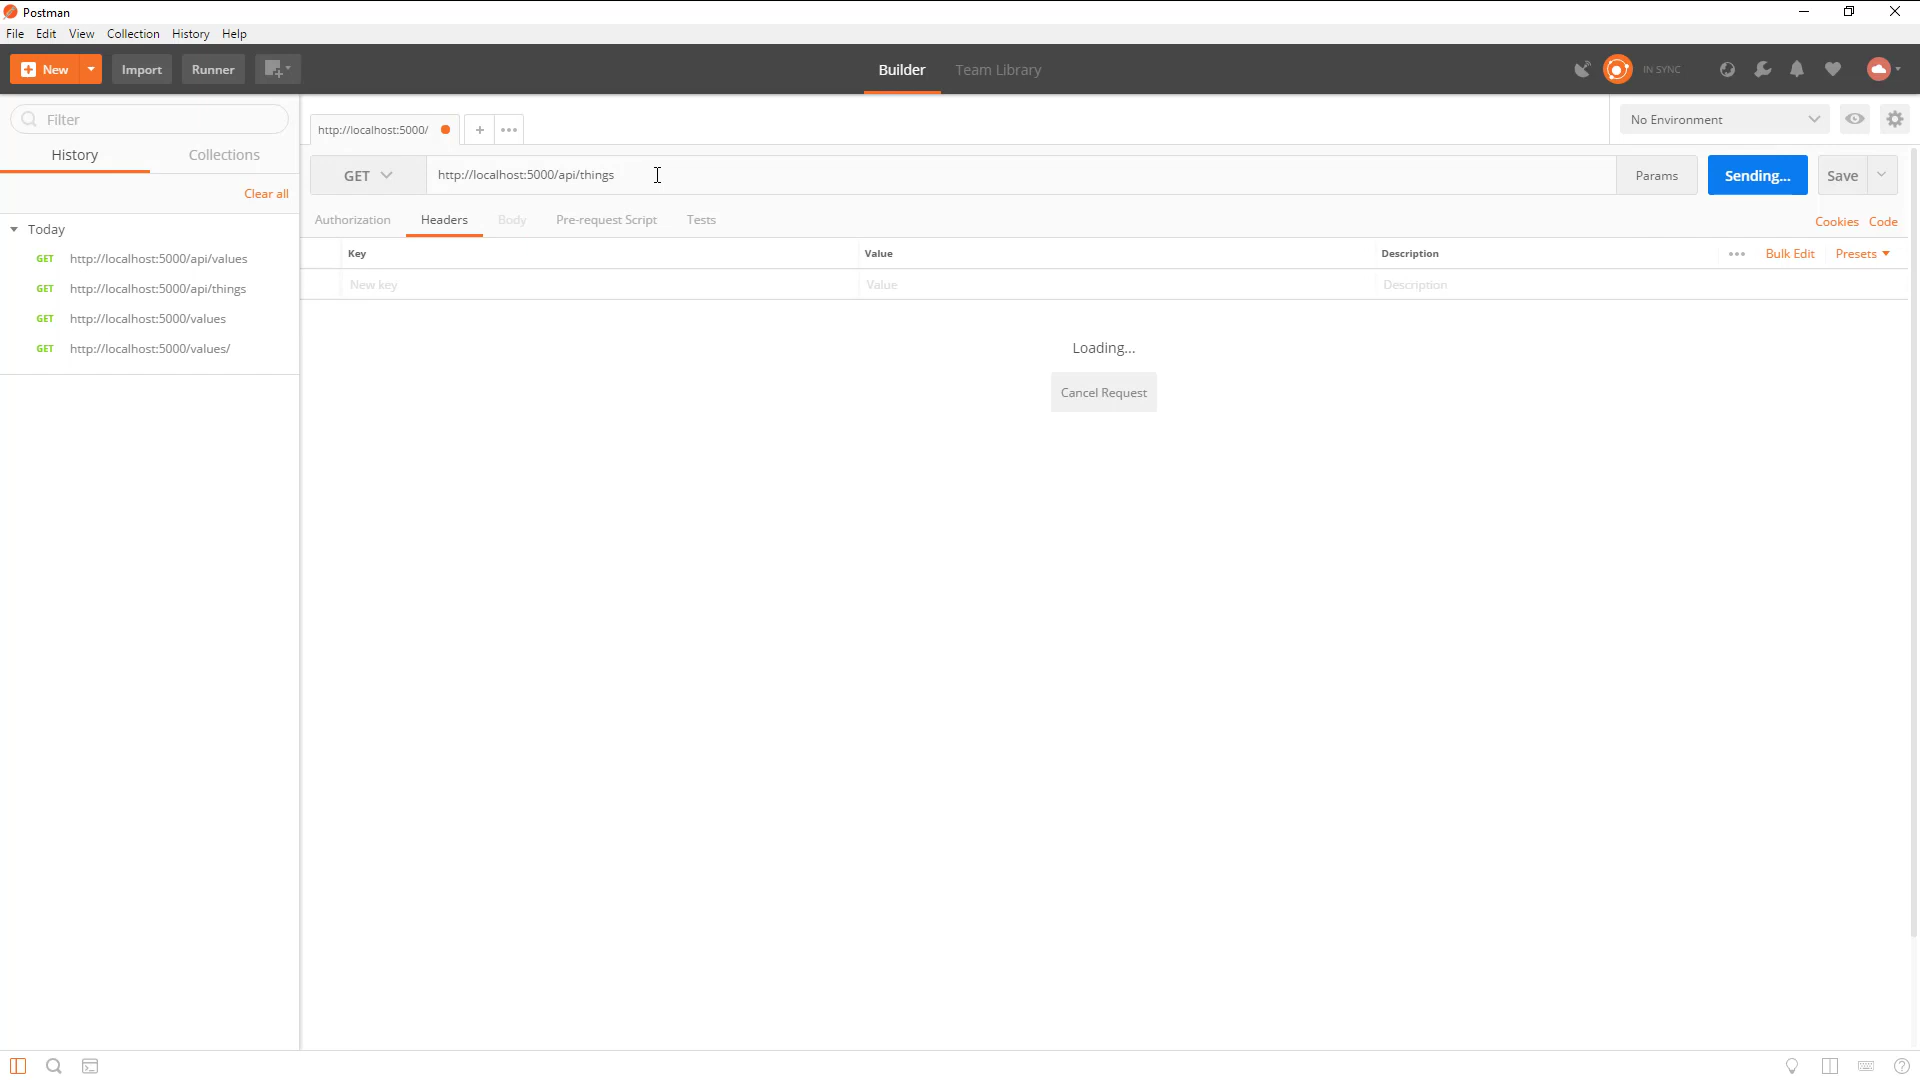 Postman
File Edit View Collection History Help
New Import Runner Builder Team Library IN SYNC
Filter
History Collections
Clear all
Today
GET http://localhost:5000/api/values
GET http://localhost:5000/api/things
GET http://localhost:5000/values
GET http://localhost:5000/values/
http://localhost:5000/ + No Environment
GET http://localhost:5000/api/things Params Sending... Save
Authorization Headers Body Pre-request Script Tests Cookies Code
Key Value Description Bulk Edit Presets
New key Value Description
Loading...
Cancel Request